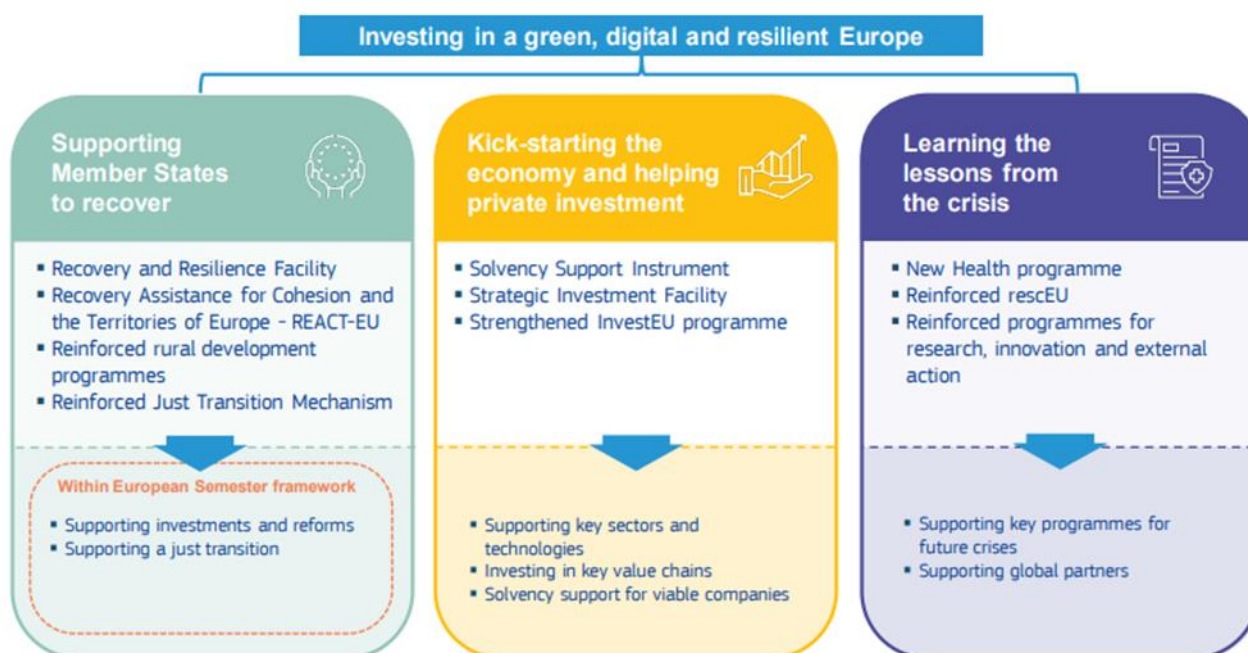 Investing in a green, digital and resilient Europe
Supporting
Member States
to recover
▪ Recovery and Resilience Facility
▪ Recovery Assistance for Cohesion and
the Territories of Europe - REACT-EU
▪ Reinforced rural development
programmes
▪ Reinforced Just Transition Mechanism
Within European Semester framework
▪ Supporting investments and reforms
▪ Supporting a just transition
Kick-starting the
economy and helping
private investment
▪ Solvency Support Instrument
▪ Strategic Investment Facility
▪ Strengthened InvestEU programme
▪ Supporting key sectors and
technologies
▪ Investing in key value chains
▪ Solvency support for viable companies
Learning the
lessons from
the crisis
▪ New Health programme
▪ Reinforced rescEU
▪ Reinforced programmes for
research, innovation and external
action
▪ Supporting key programmes for
future crises
▪ Supporting global partners